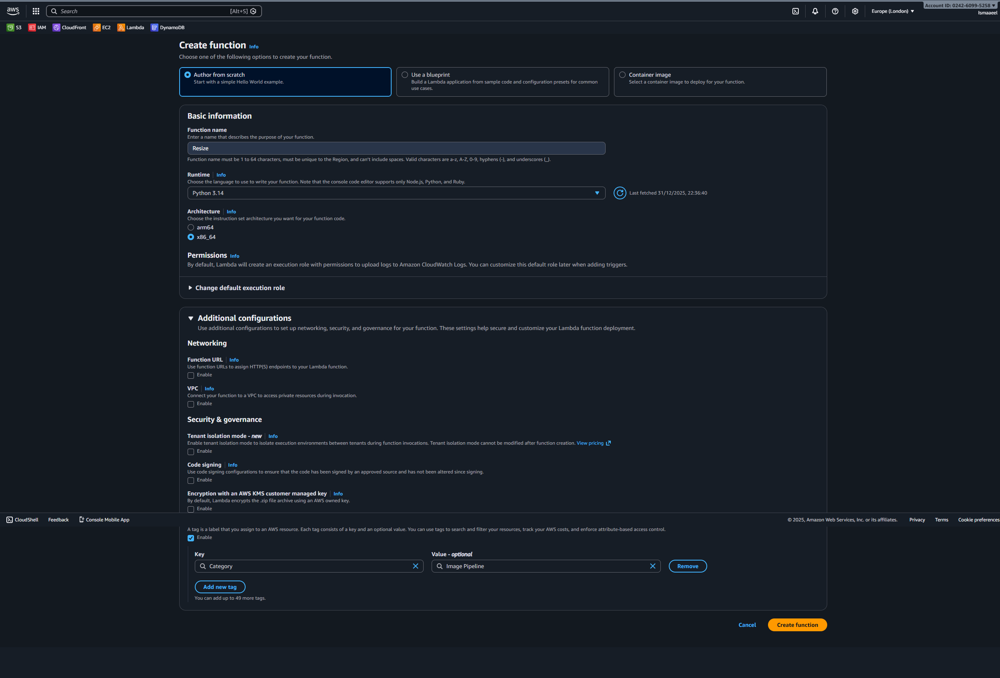 aws
Search
[Alt+S]
Europe (London)
Account ID: 0242-6099-5258
Ismaaeel
S3
IAM
CloudFront
EC2
Lambda
DynamoDB
Create function Info
Choose one of the following options to create your function.
Author from scratch
Start with a simple Hello World example.
Use a blueprint
Build a Lambda application from sample code and configuration presets for common
use cases.
Container image
Select a container image to deploy for your function.
Basic information
Function name
Enter a name that describes the purpose of your function.
Resize
Function name must be 1 to 64 characters, must be unique to the Region, and can't include spaces. Valid characters are a-z, A-Z, 0-9, hyphens (-), and underscores (_).
Runtime Info
Choose the language to use to write your function. Note that the console code editor supports only Node.js, Python, and Ruby.
Python 3.14
Last fetched 31/12/2025, 22:36:40
Architecture Info
Choose the instruction set architecture you want for your function code.
arm64
x86_64
Permissions Info
By default, Lambda will create an execution role with permissions to upload logs to Amazon CloudWatch Logs. You can customize this default role later when adding triggers.
Change default execution role
Additional configurations
Use additional configurations to set up networking, security, and governance for your function. These settings help secure and customize your Lambda function deployment.
Networking
Function URL Info
Use function URLs to assign HTTP(S) endpoints to your Lambda function.
Enable
VPC Info
Connect your function to a VPC to access private resources during invocation.
Enable
Security & governance
Tenant isolation mode - new Info
Enable tenant isolation mode to isolate execution environments between tenants during function invocations. Tenant isolation mode cannot be modified after function creation. View pricing
Enable
Code signing Info
Use code signing configurations to ensure that the code has been signed by an approved source and has not been altered since signing.
Enable
Encryption with an AWS KMS customer managed key Info
By default, Lambda encrypts the .zip file archive using an AWS owned key.
Enable
CloudShell
Feedback
Console Mobile App
© 2025, Amazon Web Services, Inc. or its affiliates.
Privacy
Terms
Cookie preferences
A tag is a label that you assign to an AWS resource. Each tag consists of a key and an optional value. You can use tags to search and filter your resources, track your AWS costs, and enforce attribute-based access control.
Enable
Key
Value - optional
Category
Image Pipeline
Remove
Add new tag
You can add up to 49 more tags.
Cancel
Create function